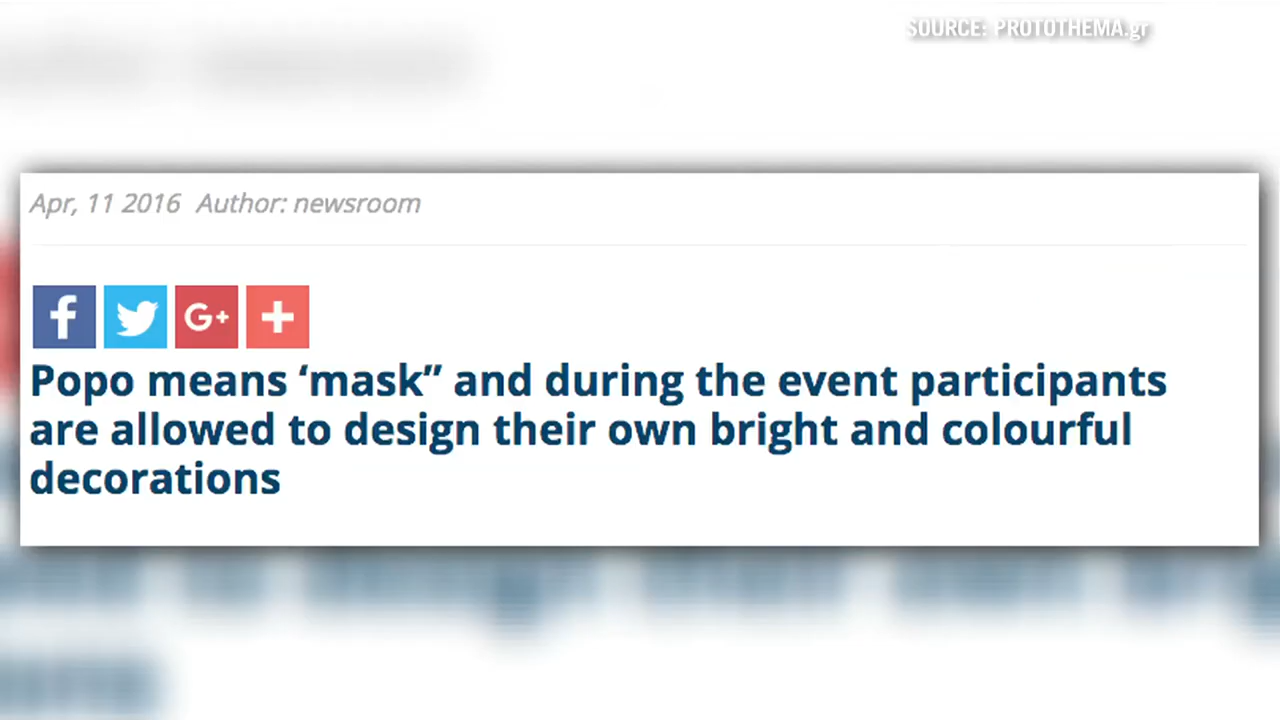 SOURCE: PROTOTHEMA.gr
Apr, 11 2016 Author: newsroom
f G+ +
Popo means ‘mask” and during the event participants
are allowed to design their own bright and colourful
decorations